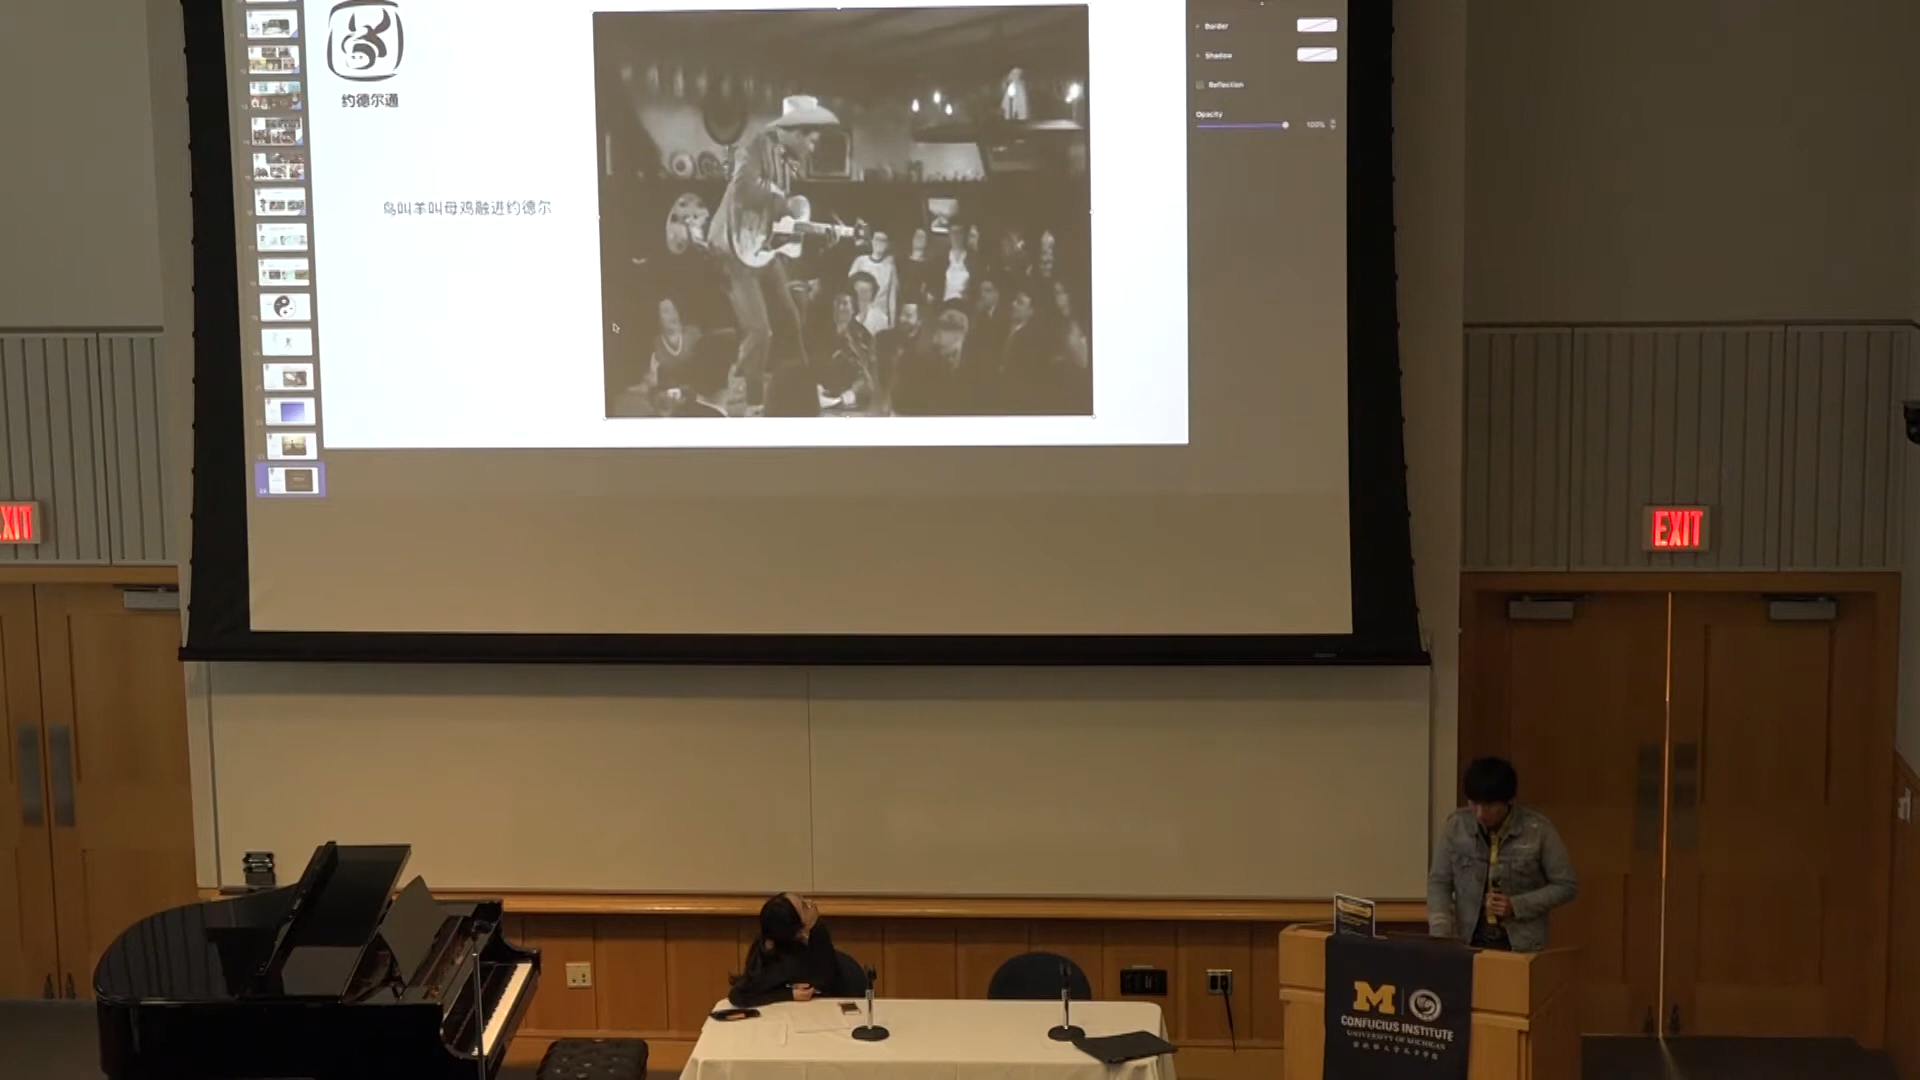 约德尔通
鸟叫羊叫母鸡融进约德尔
Border
Shadow
Reflection
Opacity
100%
EXIT
EXIT
M
CONFUCIUS INSTITUTE
UNIVERSITY OF MICHIGAN